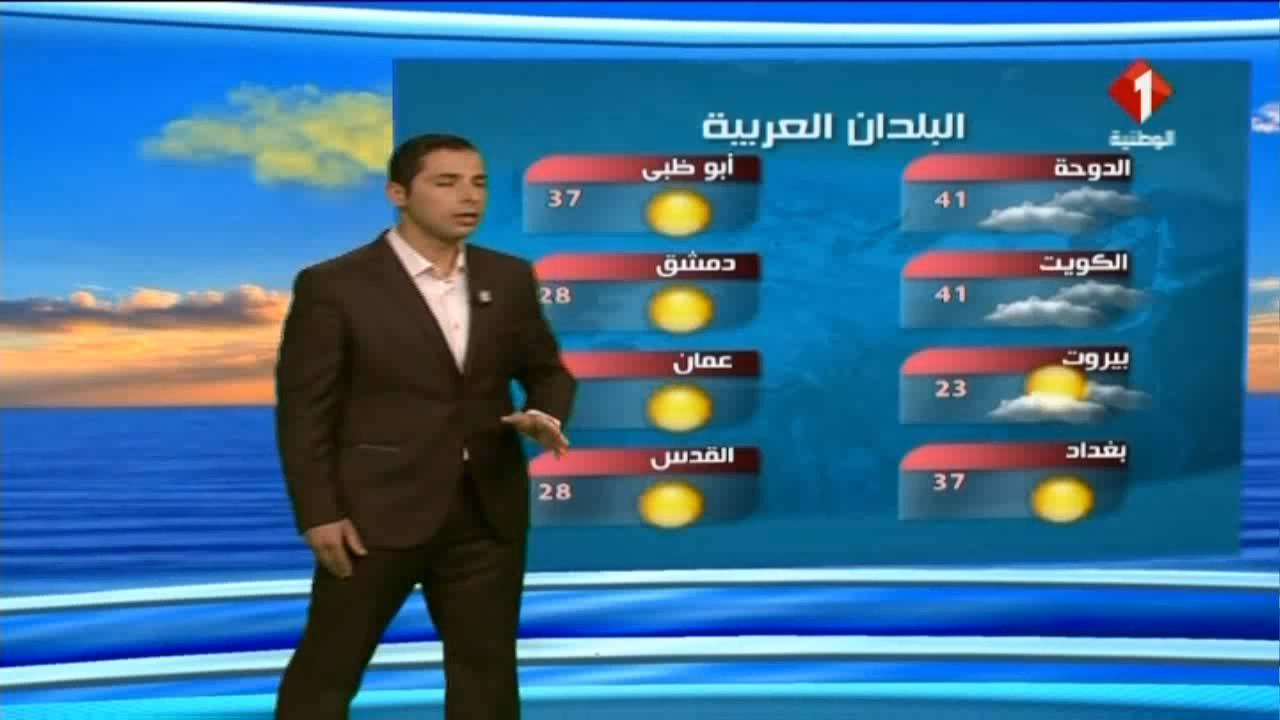 الوطنية 1
البلدان العربية
الدوحة
41
أبو ظبي
37
الكويت
41
دمشق
28
بيروت
23
عمان
بغداد
37
القدس
28